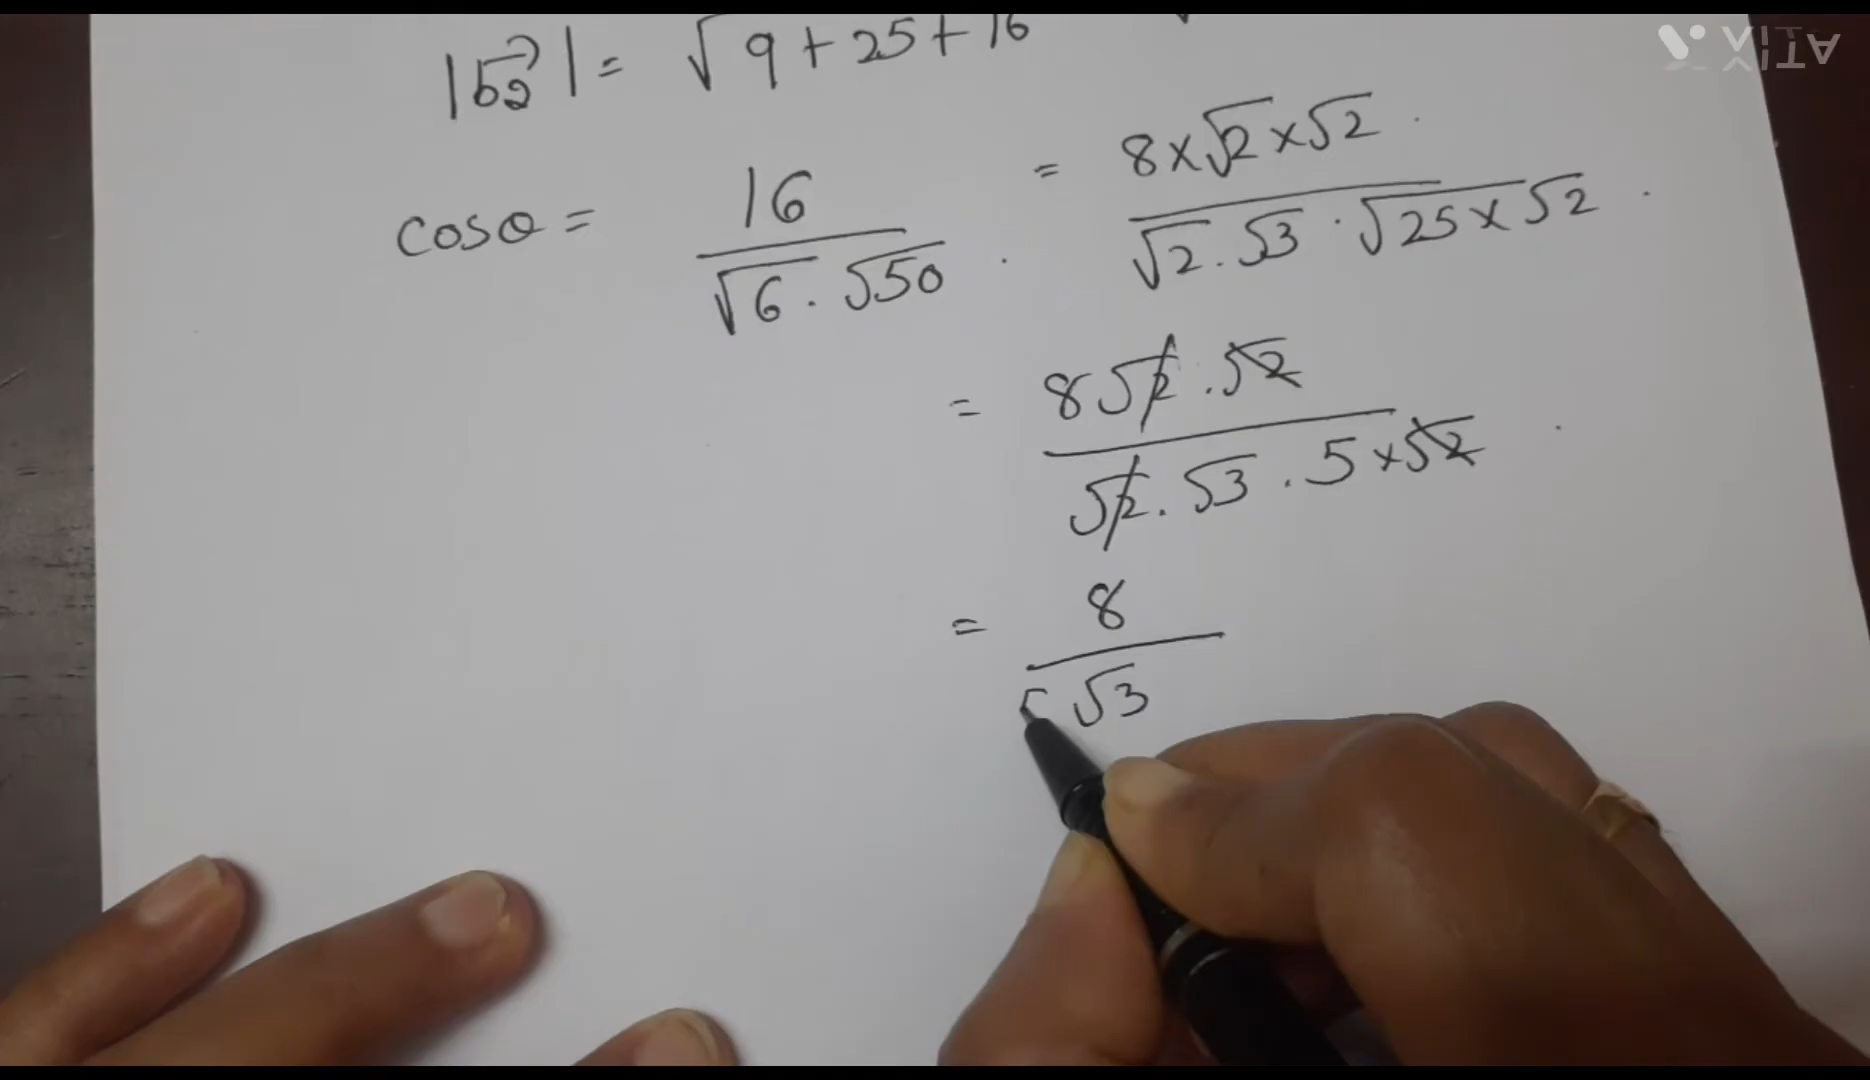 VITA
|b₂⃗| = √9+25+16
cosθ = 16/(√6 . √50) = (8×√2×√2)/(√2 . √3 . √25×√2)
= (8√2 . √2)/(√2 . √3 . 5×√2)
= 8/(5√3)